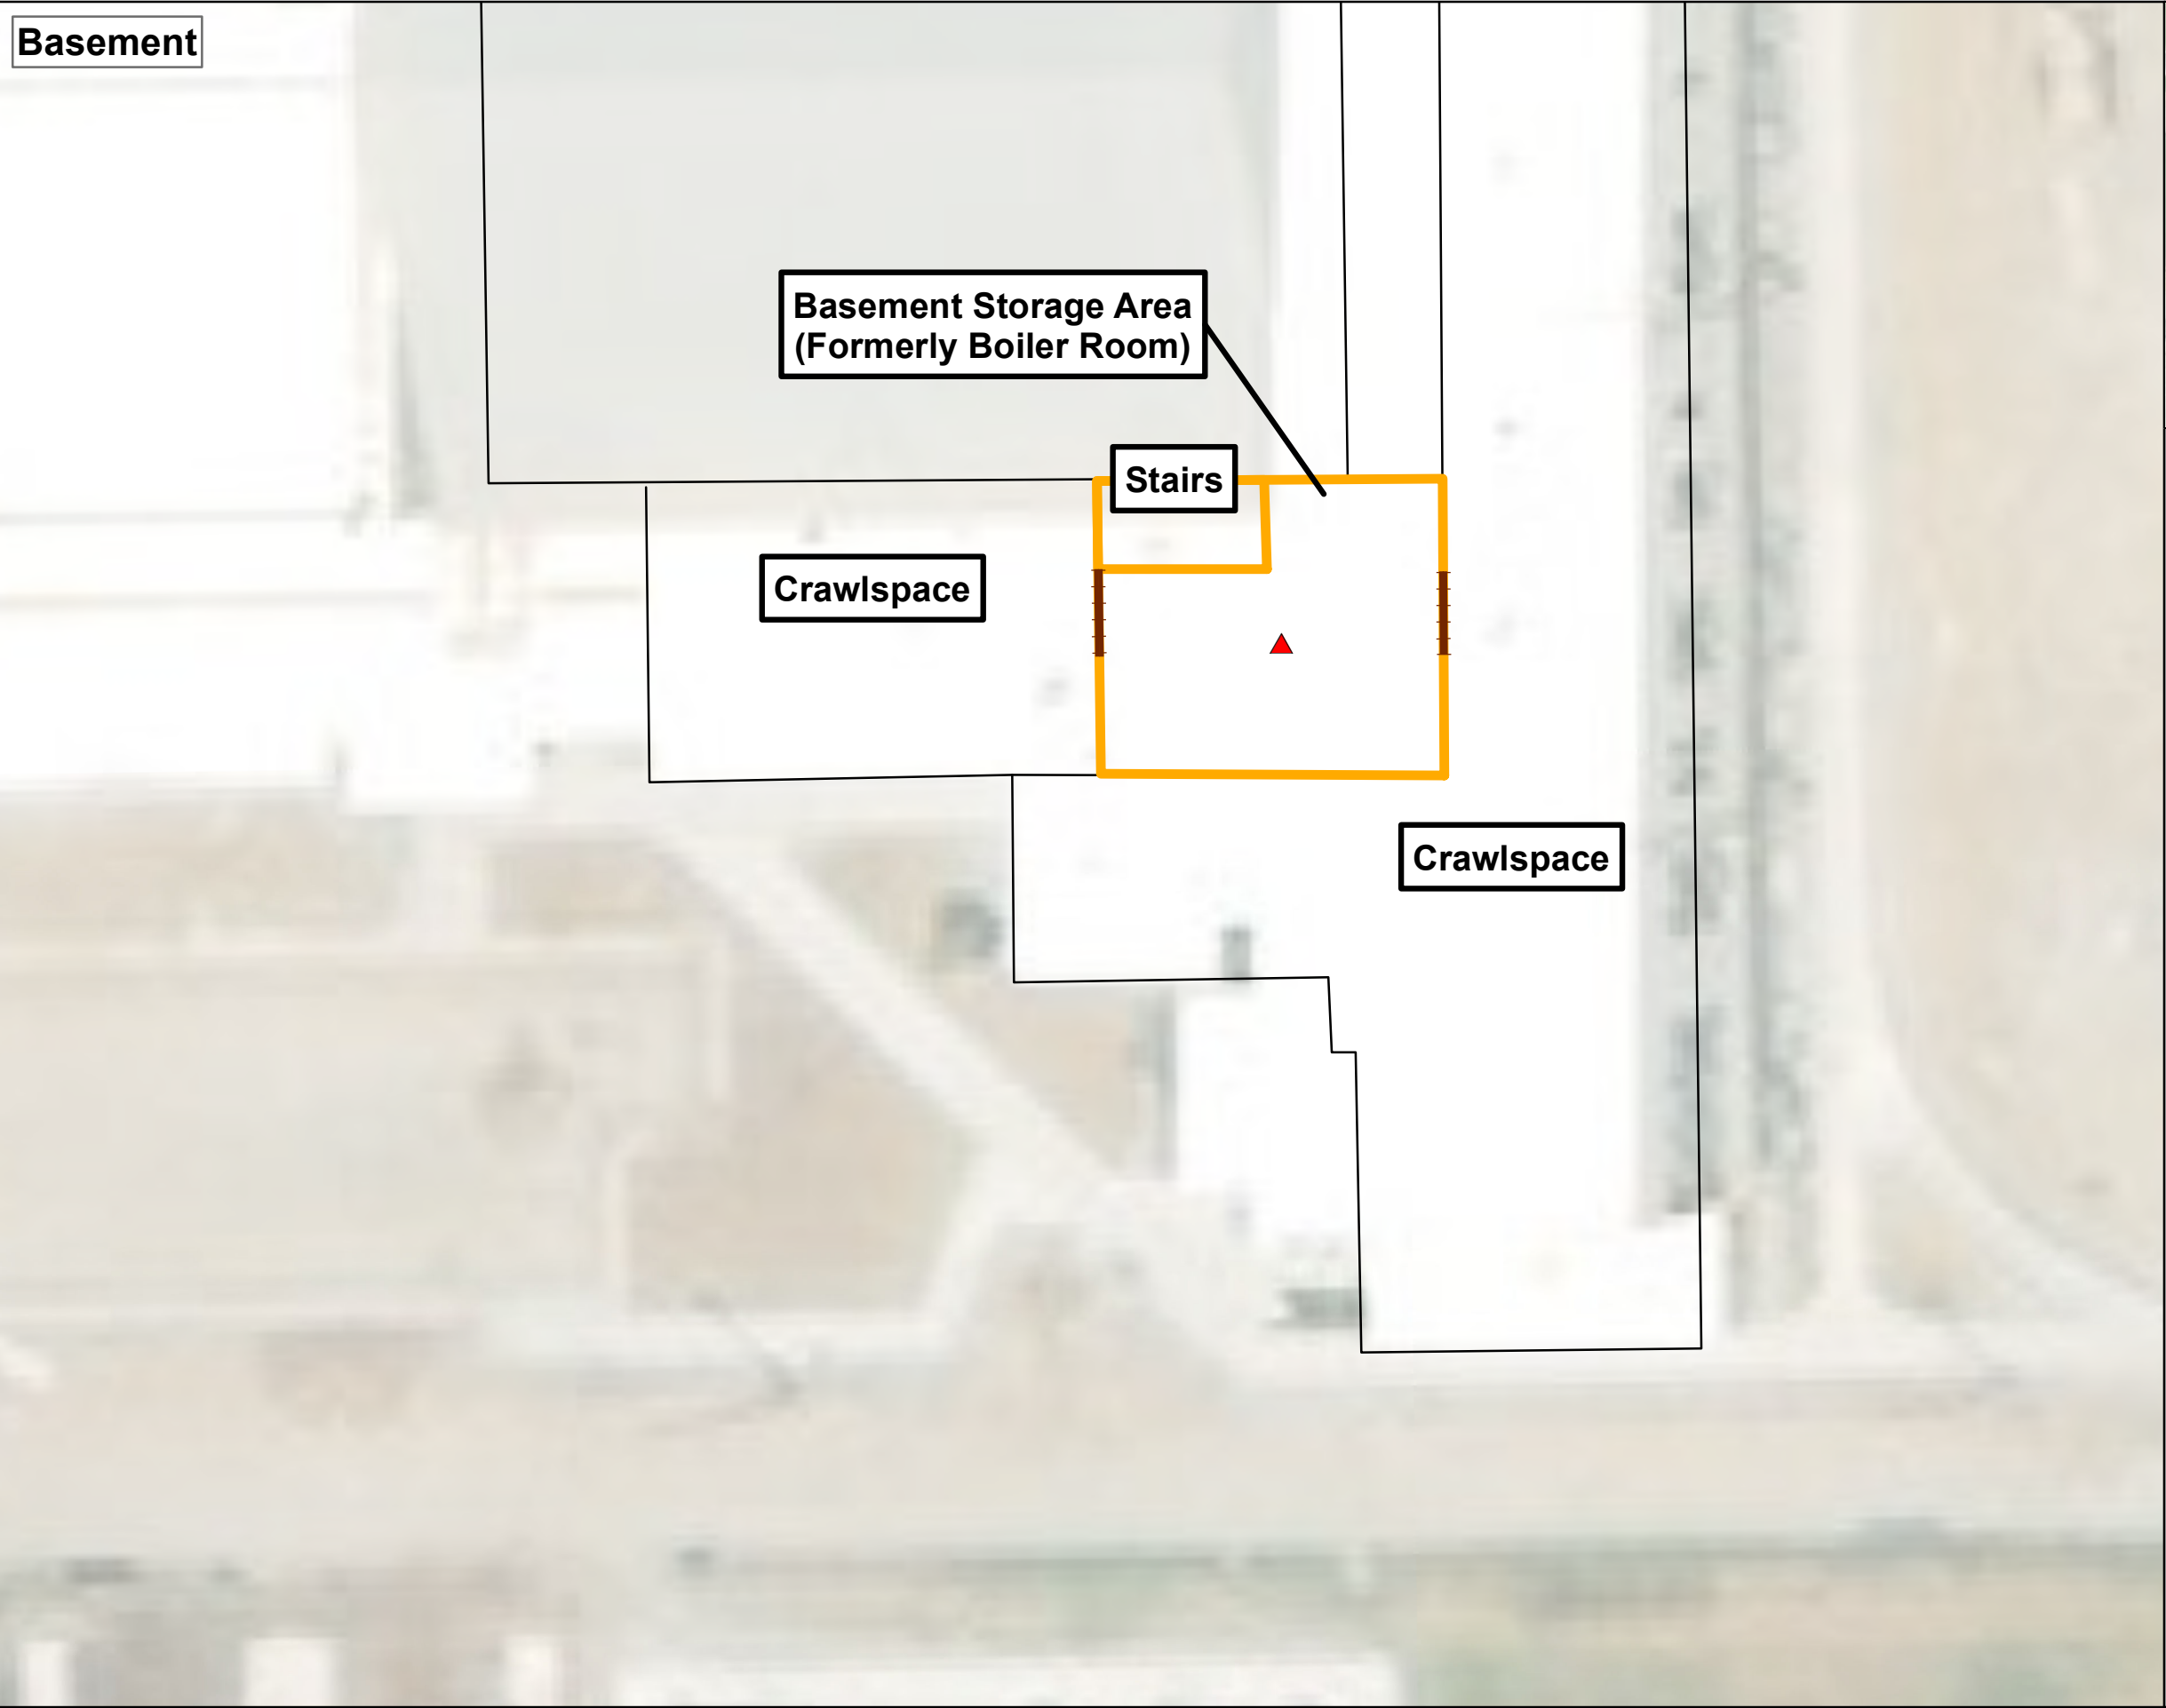 Basement
Basement Storage Area
(Formerly Boiler Room)
Stairs
Crawlspace
Crawlspace